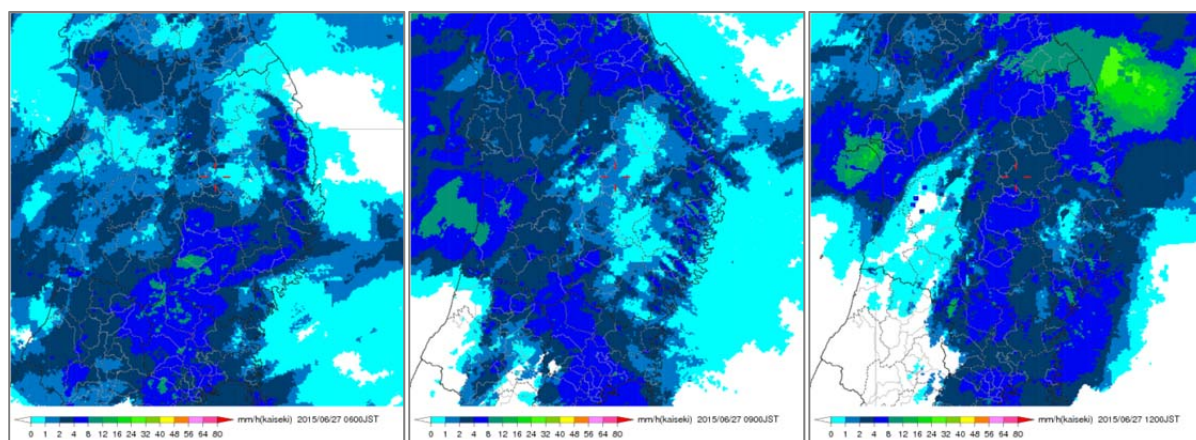 mm/h(kaiseki) 2015/06/27 0600JST
0 1 2 4 8 12 16 24 32 40 48 56 64 80
mm/h(kaiseki) 2015/06/27 0900JST
0 1 2 4 8 12 16 24 32 40 48 56 64 80
mm/h(kaiseki) 2015/06/27 1200JST
0 1 2 4 8 12 16 24 32 40 48 56 64 80